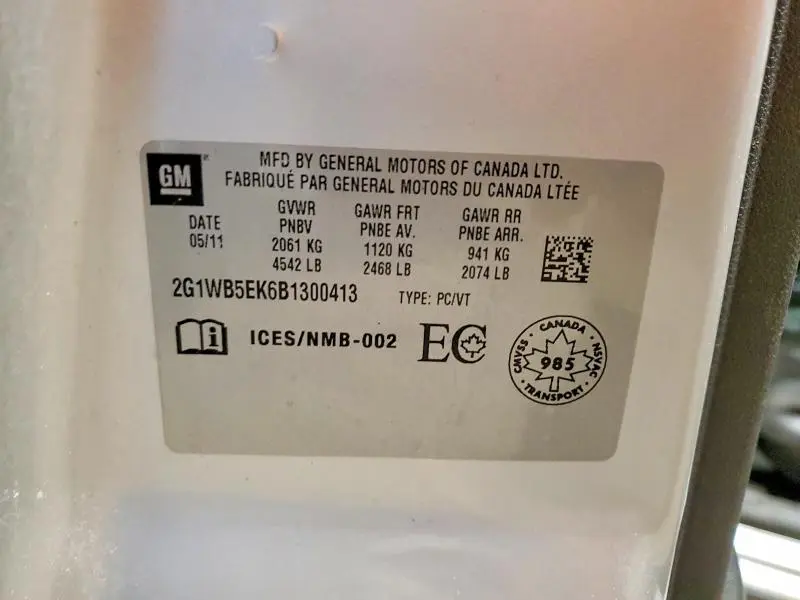 GM
MFD BY GENERAL MOTORS OF CANADA LTD.
FABRIQUÉ PAR GENERAL MOTORS DU CANADA LTÉE
DATE
05/11
GVWR
PNBV
2061 KG
4542 LB
GAWR FRT
PNBE AV.
1120 KG
2468 LB
GAWR RR
PNBE ARR.
941 KG
2074 LB
2G1WB5EK6B1300413
TYPE: PC/VT
i
ICES/NMB-002
EC
CANADA
CMVSS
NSVAC
985
TRANSPORT